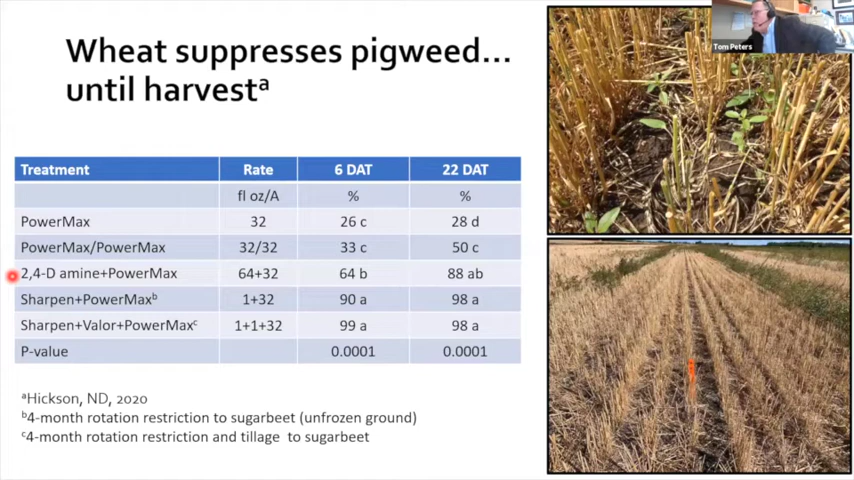 Wheat suppresses pigweed...
until harvestᵃ
Tom Peters
Treatment Rate 6 DAT 22 DAT
fl oz/A % %
PowerMax 32 26 c 28 d
PowerMax/PowerMax 32/32 33 c 50 c
2,4-D amine+PowerMax 64+32 64 b 88 ab
Sharpen+PowerMaxᵇ 1+32 90 a 98 a
Sharpen+Valor+PowerMaxᶜ 1+1+32 99 a 98 a
P-value 0.0001 0.0001
ᵃHickson, ND, 2020
ᵇ4-month rotation restriction to sugarbeet (unfrozen ground)
ᶜ4-month rotation restriction and tillage to sugarbeet